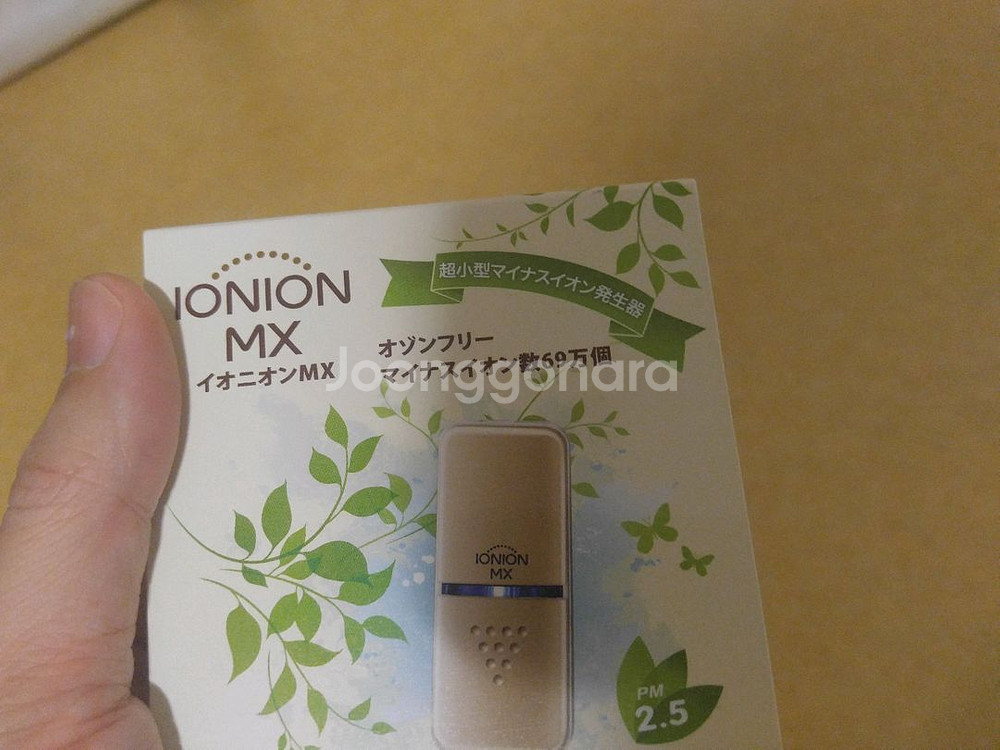 IONION
MX
イオニオンMX
超小型マイナスイオン発生器
オゾンフリー
マイナスイオン数69万個
Joonggonara
IONION
MX
PM
2.5